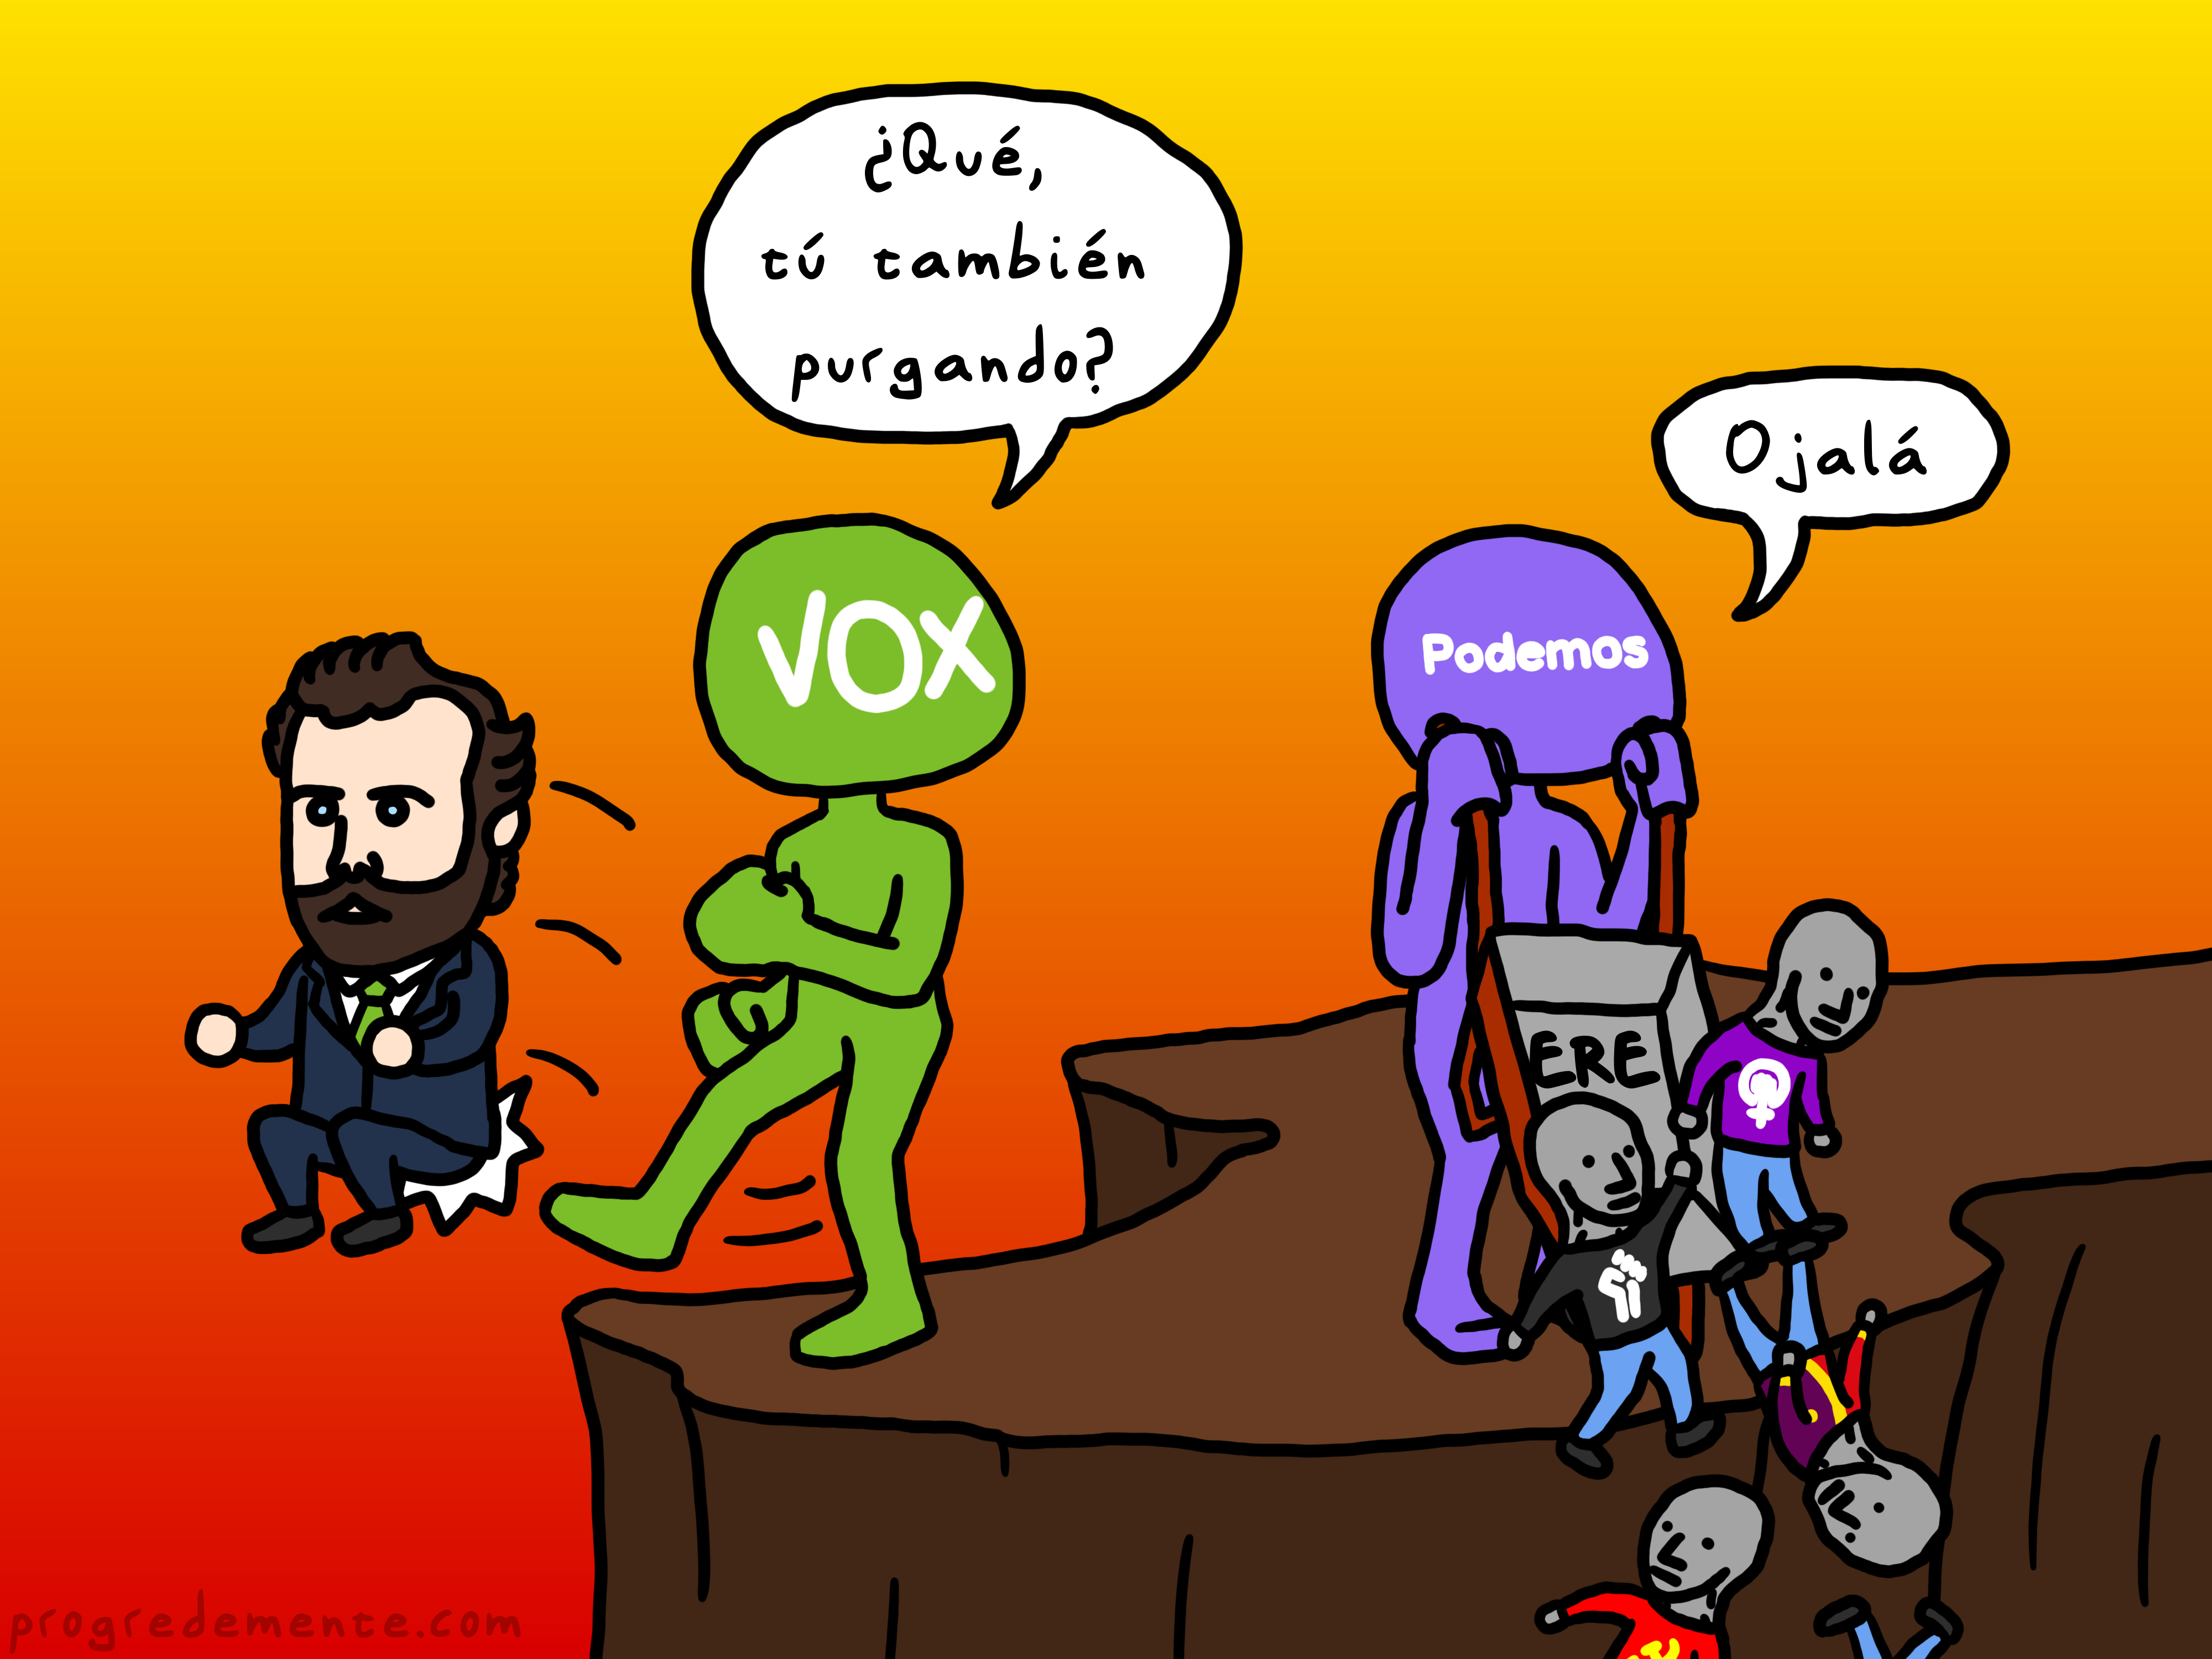 ¿Qué,
tú también
purgando?
Ojalá
VOX
Podemos
ERE
progredemente.com